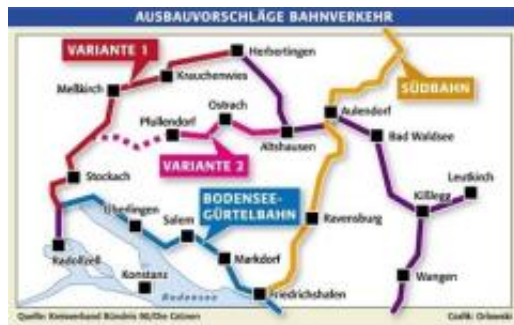 AUSBAUVORSCHLÄGE BAHNVERKEHR
VARIANTE 1
Herbertingen
Krauchenwies
Meßkirch
SÜDBAHN
Ostrach
Aulendorf
Pfullendorf
Altshausen
Bad Waldsee
VARIANTE 2
Stockach
Leutkirch
BODENSEE-
GÜRTELBAHN
Kißlegg
Überlingen
Salem
Ravensburg
Radolfzell
Markdorf
Konstanz
Wangen
Bodensee
Friedrichshafen
Quelle: Kreisverband Bündnis 90/Die Grünen
Grafik: Orlowski